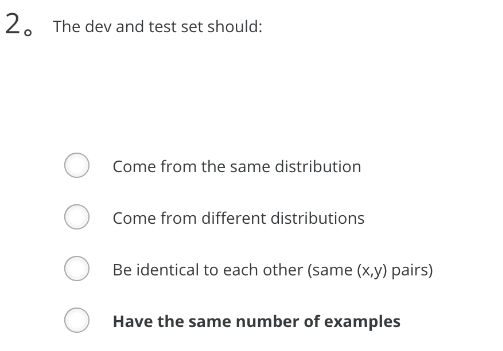 2。 The dev and test set should:
Come from the same distribution
Come from different distributions
Be identical to each other (same (x,y) pairs)
Have the same number of examples